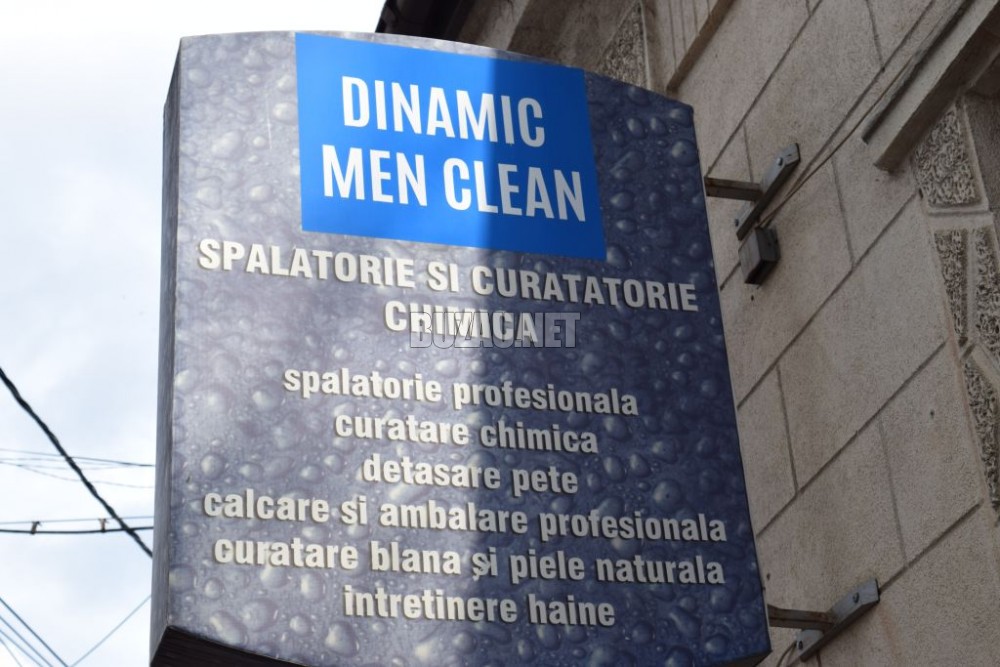 DINAMIC
MEN CLEAN
SPALATORIE SI CURATATORIE
CHIMICA
BUZAU.NET
spalatorie profesionala
curatare chimica
detasare pete
calcare si ambalare profesionala
curatare blana și piele naturala
intretinere haine